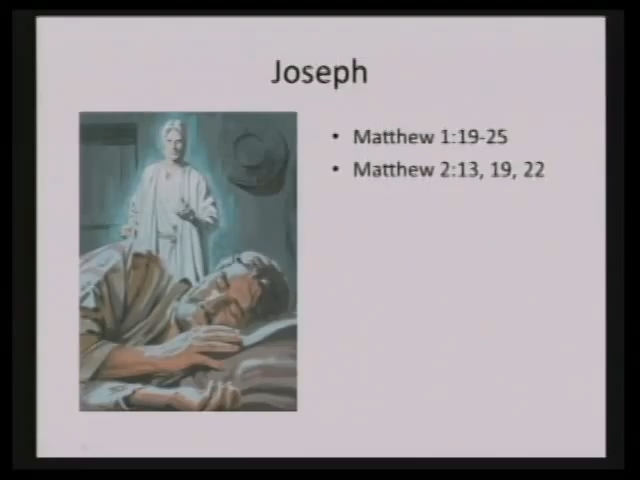 Joseph
• Matthew 1:19-25
• Matthew 2:13, 19, 22